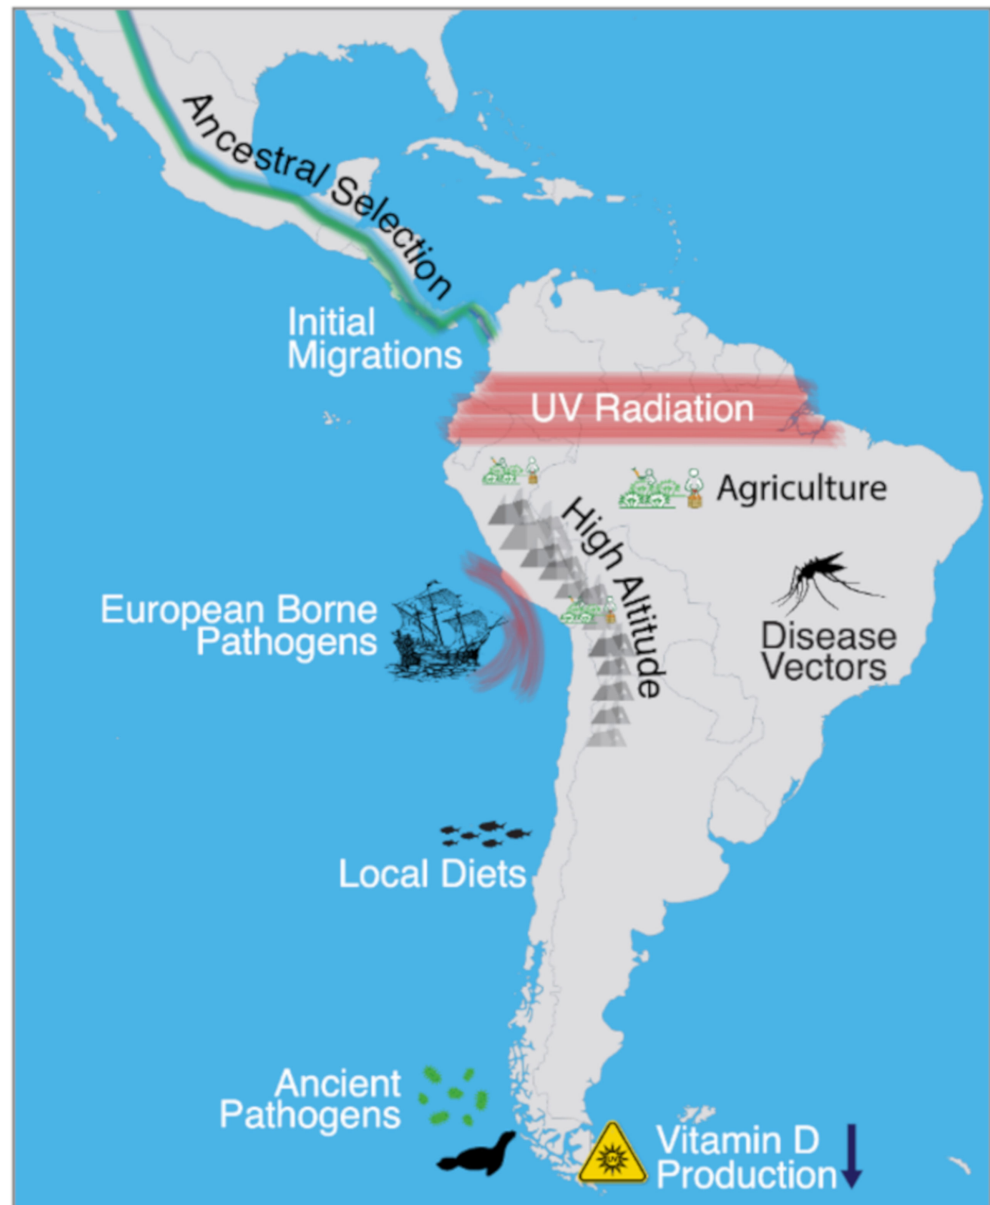 Ancestral Selection
Initial
Migrations
UV Radiation
Agriculture
High Altitude
European Borne
Pathogens
Disease
Vectors
Local Diets
Ancient
Pathogens
UV
Vitamin D
Production